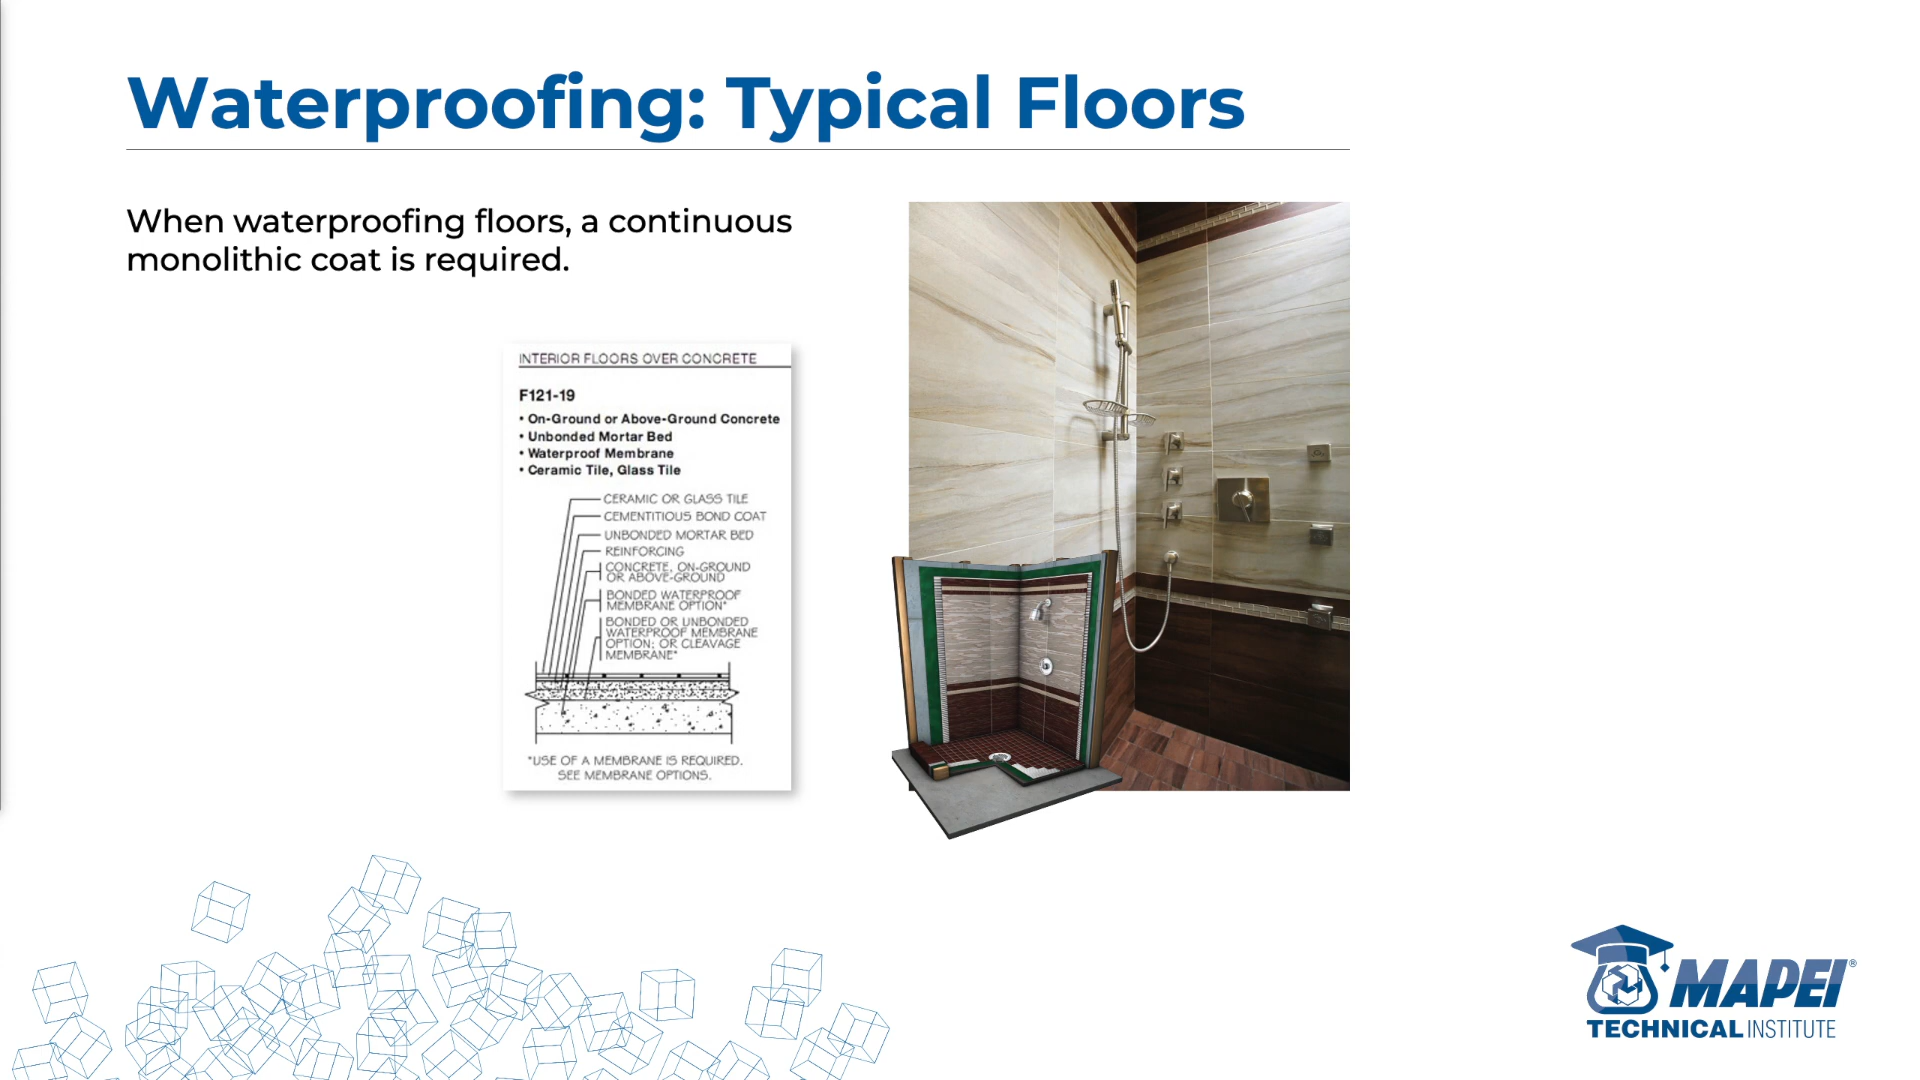 Waterproofing: Typical Floors
When waterproofing floors, a continuous
monolithic coat is required.
INTERIOR FLOORS OVER CONCRETE
F121-19
• On-Ground or Above-Ground Concrete
• Unbonded Mortar Bed
• Waterproof Membrane
• Ceramic Tile, Glass Tile
CERAMIC OR GLASS TILE
CEMENTITIOUS BOND COAT
UNBONDED MORTAR BED
REINFORCING
CONCRETE, ON-GROUND
OR ABOVE-GROUND
BONDED WATERPROOF
MEMBRANE OPTION*
BONDED OR UNBONDED
WATERPROOF MEMBRANE
OPTION; OR CLEAVAGE
MEMBRANE*
*USE OF A MEMBRANE IS REQUIRED.
SEE MEMBRANE OPTIONS.
MAPEI®
TECHNICAL INSTITUTE